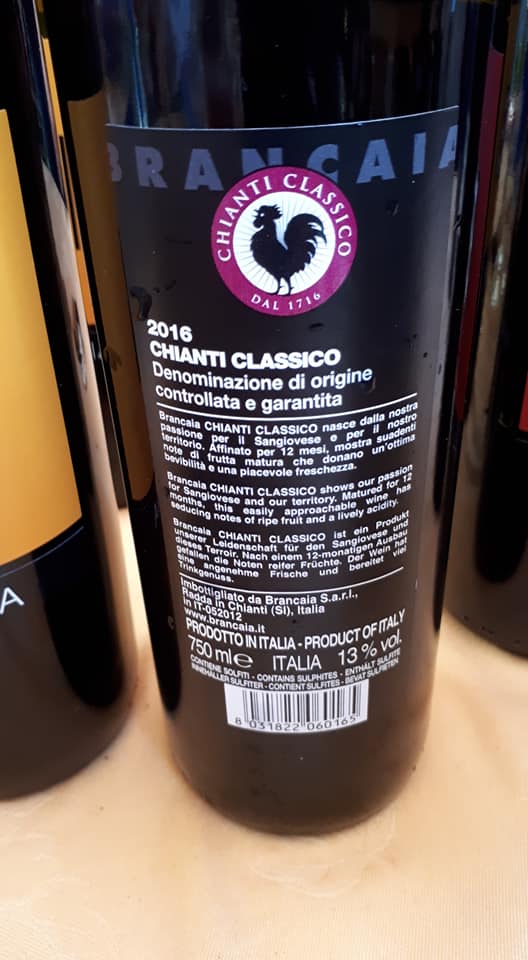 BRANCAIA
CHIANTI CLASSICO
DAL 1716
2016
CHIANTI CLASSICO
Denominazione di origine
controllata e garantita
Brancaia CHIANTI CLASSICO nasce dalla nostra
passione per il Sangiovese e per il nostro
territorio. Affinato per 12 mesi, mostra suadenti
note di frutta matura che donano un'ottima
bevibilità e una piacevole freschezza.
Brancaia CHIANTI CLASSICO shows our passion
for Sangiovese and our territory. Matured for 12
months, this easily approachable wine has
seducing notes of ripe fruit and a lively acidity.
Brancaia CHIANTI CLASSICO ist ein Produkt
unserer Leidenschaft für den Sangiovese und
dieses Terroir. Nach einem 12-monatigen Ausbau
gefallen die Noten reifer Früchte. Der Wein hat
eine angenehme Frische und bereitet viel
Trinkgenuss.
Imbottigliato da Brancaia S.a.r.l.,
Radda in Chianti (SI), Italia
in IT-052012
www.brancaia.it
PRODOTTO IN ITALIA - PRODUCT OF ITALY
750 ml e ITALIA 13 % vol.
CONTIENE SOLFITI - CONTAINS SULPHITES - ENTHÄLT SULFITE
INNEHÅLLER SULFITER - CONTIENT SULFITES - BEVAT SULFIETEN
8 031822 060165
A